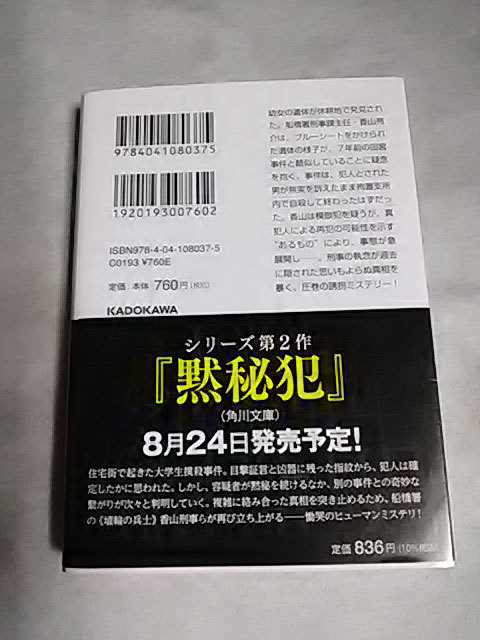 9784041080375
1920193007602
ISBN978-4-04-108037-5
C0193 ¥760E
定価:本体 760円(税別)
KADOKAWA
幼女の遺体が休耕地で発見され
た。船橋署刑事課主任・香山亮
介は、ブルーシートをかけられ
た遺体の様子が、7年前の田宮
事件と酷似していることに疑念
を抱く。事件は、犯人とされた
男が無実を訴えたまま拘置支所
内で自殺して終わったはずだっ
た。香山は模倣犯を疑うが、真
犯人による再犯の可能性を示す
"あるもの"により、事態が急
展開し……。刑事の執念が過去
に隠された思いもよらぬ真相を
暴く、圧巻の誘拐ミステリー!
シリーズ第2作
『黙秘犯』
(角川文庫)
8月24日発売予定!
住宅街で起きた大学生撲殺事件。目撃証言と凶器に残った指紋から、犯人は確
定したかに思われた。しかし、容疑者が黙秘を続けるなか、別の事件との奇妙な
繋がりが次々と判明していく。複雑に絡み合った真相を突き止めるため、船橋署
の《埴輪の兵士》香山刑事らが再び立ち上がる――慟哭のヒューマンミステリ!
定価 836円(10%税込)